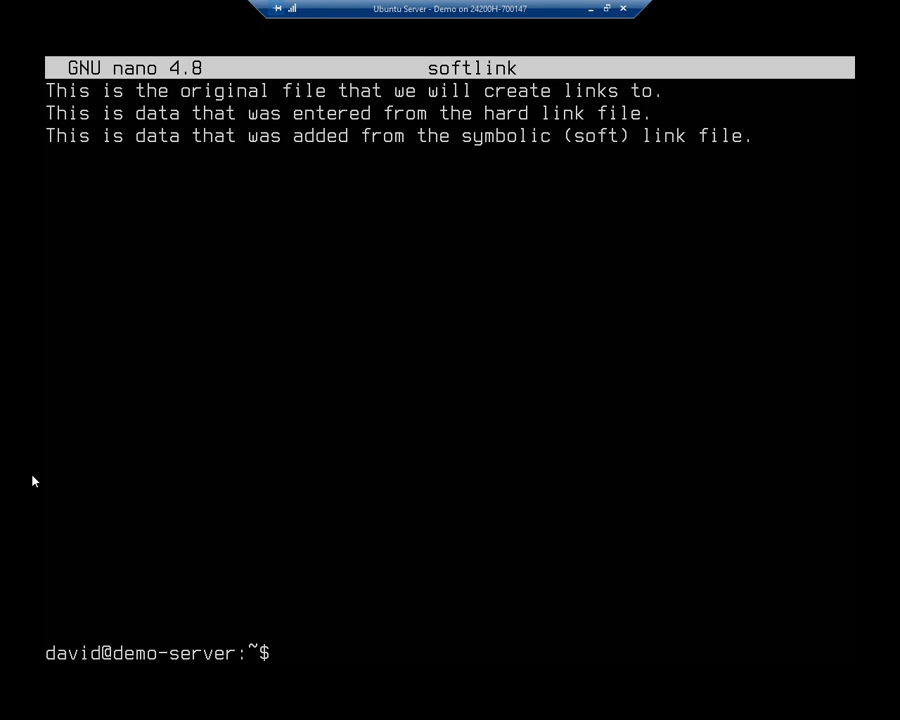 Ubuntu Server - Demo on 24200H-700147
GNU nano 4.8 softlink
This is the original file that we will create links to.
This is data that was entered from the hard link file.
This is data that was added from the symbolic (soft) link file.
david@demo-server:~$